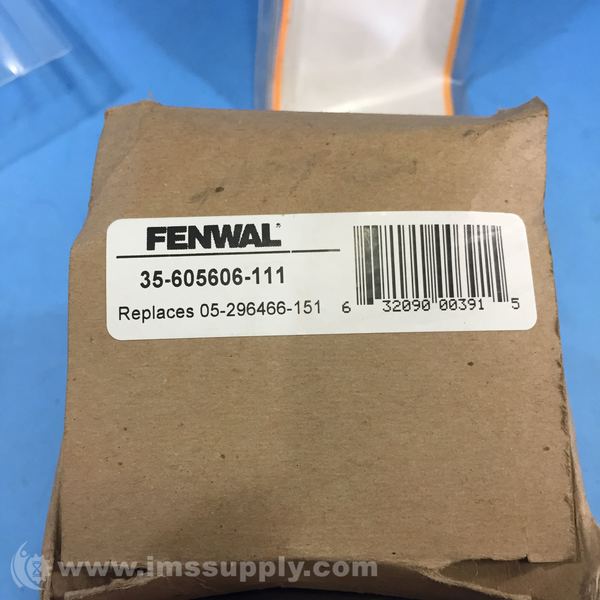 FENWAL®
35-605606-111
Replaces 05-296466-151
6 32090 00391 5
www.imssupply.com